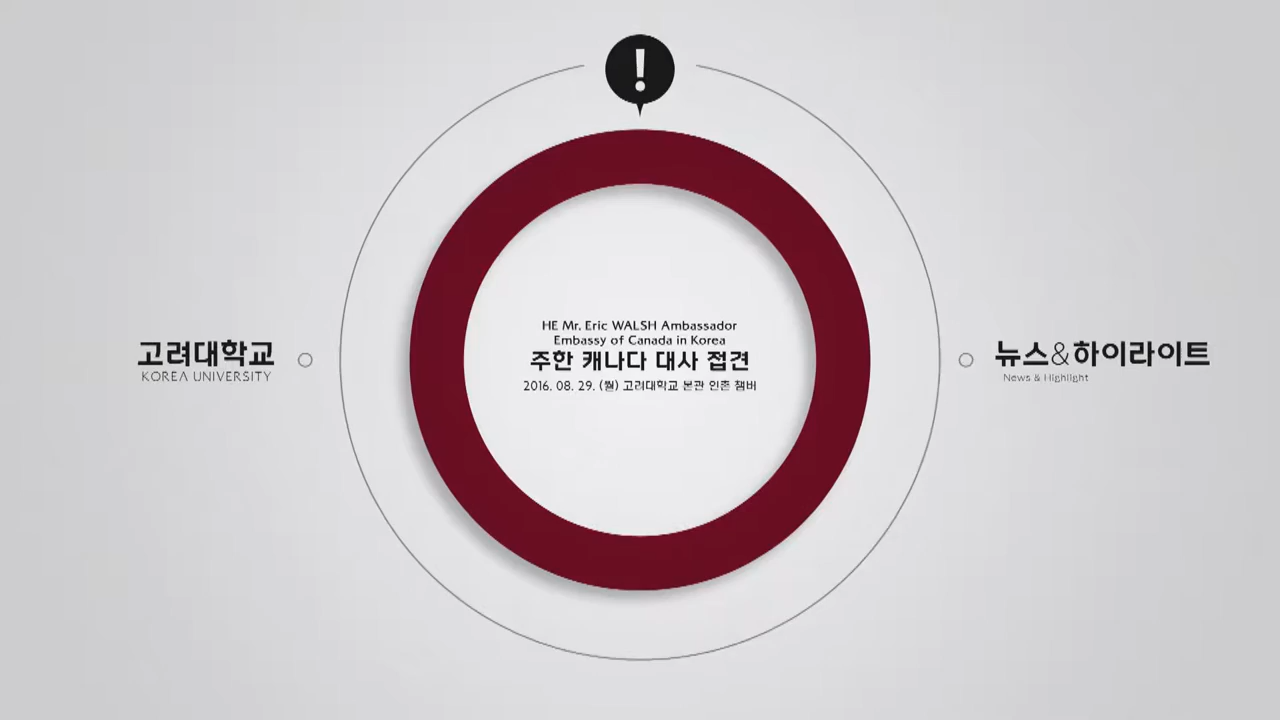 !
고려대학교
KOREA UNIVERSITY
HE Mr. Eric WALSH Ambassador
Embassy of Canada in Korea
주한 캐나다 대사 접견
2016. 08. 29. (월) 고려대학교 본관 인촌 챔버
뉴스&하이라이트
News & Highlight